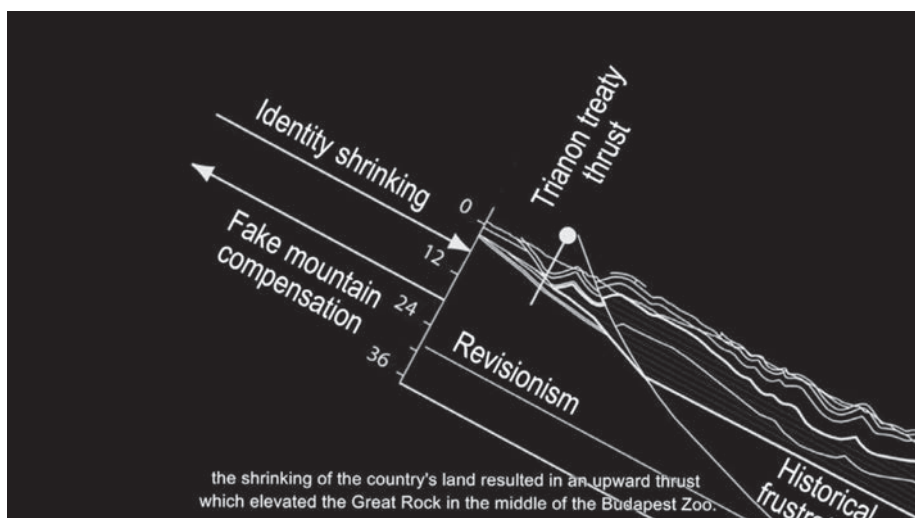 Identity shrinking
Trianon treaty
thrust
0
12
24
36
Fake mountain
compensation
Revisionism
Historical
the shrinking of the country's land resulted in an upward thrust
which elevated the Great Rock in the middle of the Budapest Zoo.